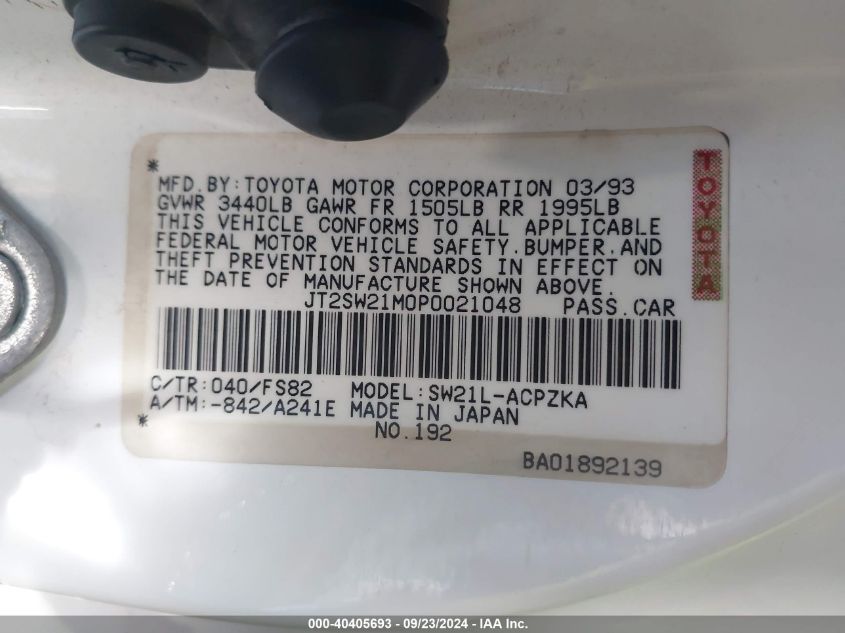 MFD.BY:TOYOTA MOTOR CORPORATION 03/93
GVWR 3440LB GAWR FR 1505LB RR 1995LB
THIS VEHICLE CONFORMS TO ALL APPLICABLE
FEDERAL MOTOR VEHICLE SAFETY.BUMPER.AND
THEFT PREVENTION STANDARDS IN EFFECT ON
THE DATE OF MANUFACTURE SHOWN ABOVE.
JT2SW21M0P0021048 PASS.CAR
C/TR:040/FS82 MODEL:SW21L-ACPZKA
A/TM:-842/A241E MADE IN JAPAN
NO.192
BA01892139
TOYOTA
000-40405693 - 09/23/2024 - IAA Inc.